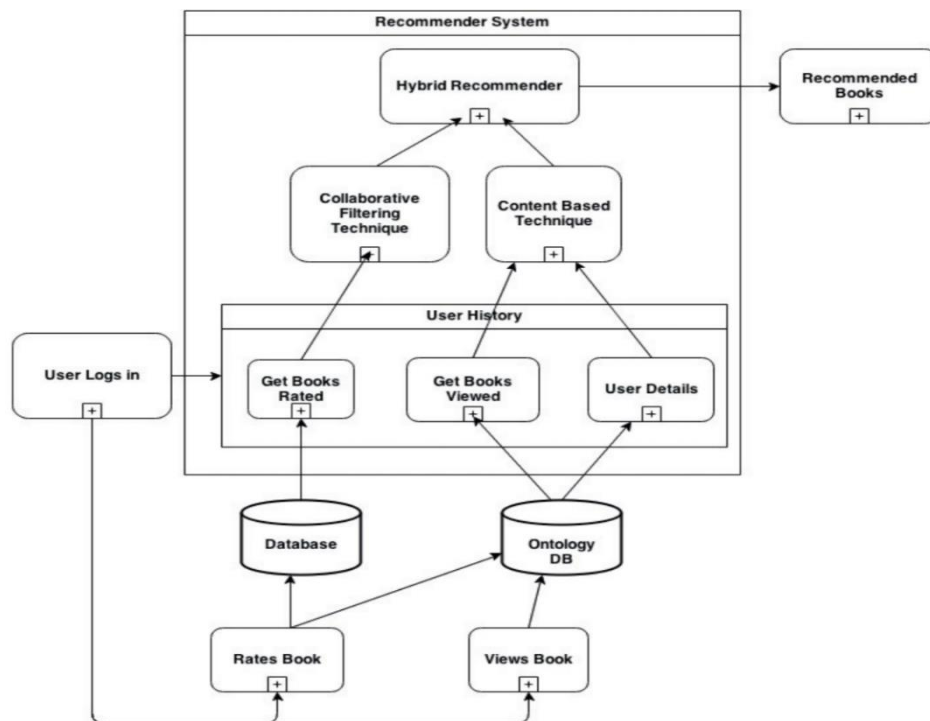 Recommender System
Hybrid Recommender
+
Recommended
Books
+
Collaborative
Filtering
Technique
+
Content Based
Technique
+
User History
User Logs in
+
Get Books
Rated
+
Get Books
Viewed
+
User Details
+
Database
Ontology
DB
Rates Book
+
Views Book
+